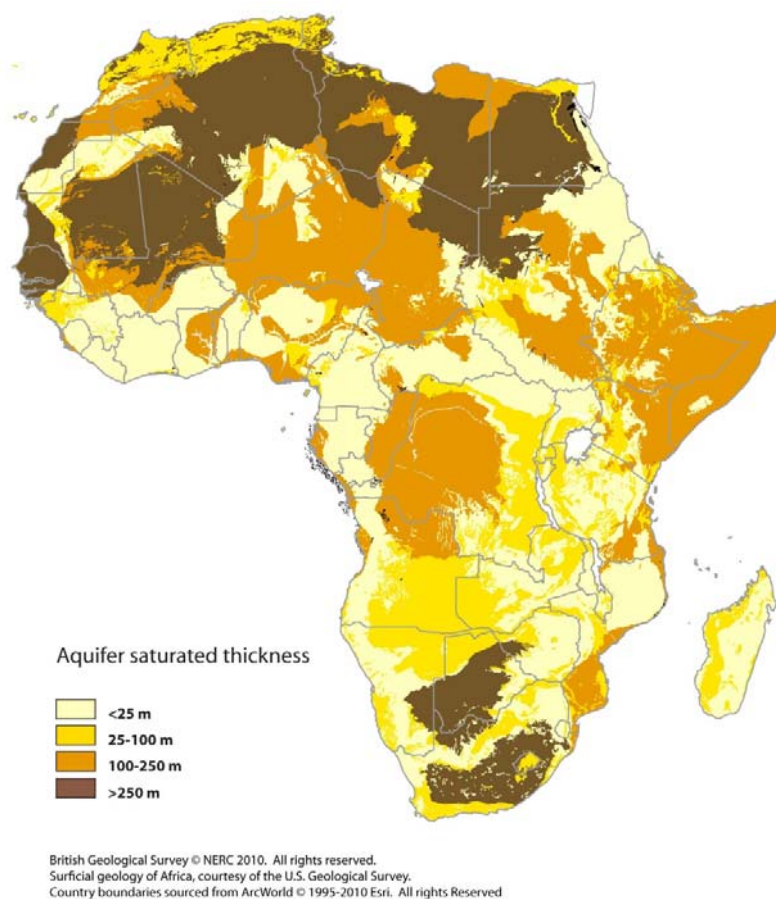 Aquifer saturated thickness
<25 m
25-100 m
100-250 m
>250 m
British Geological Survey © NERC 2010. All rights reserved.
Surficial geology of Africa, courtesy of the U.S. Geological Survey.
Country boundaries sourced from ArcWorld © 1995-2010 Esri. All rights Reserved